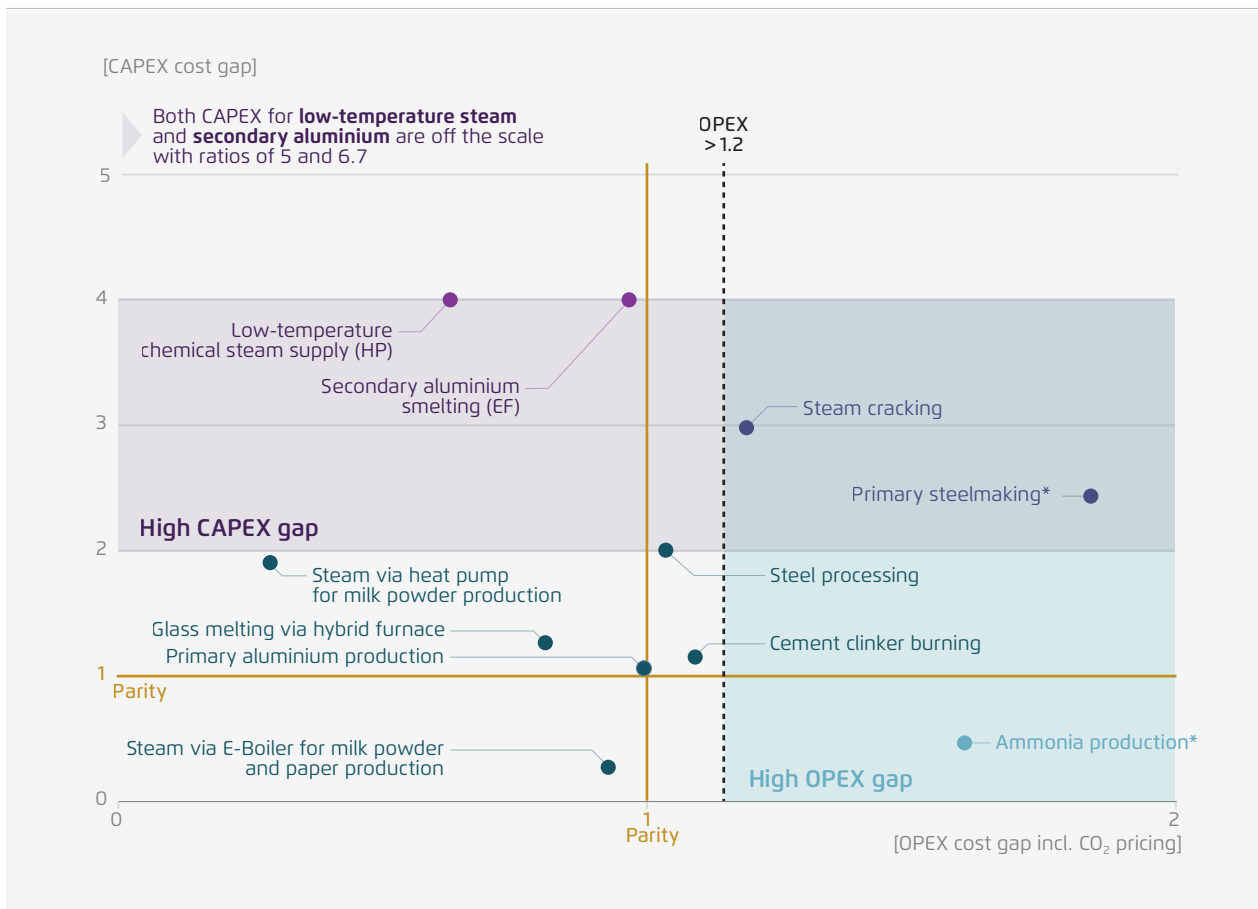 [CAPEX cost gap]
Both CAPEX for low-temperature steam
and secondary aluminium are off the scale
with ratios of 5 and 6.7
OPEX
>1.2
5
4
Low-temperature
chemical steam supply (HP)
Secondary aluminium
smelting (EF)
Steam cracking
3
Primary steelmaking*
High CAPEX gap
2
Steam via heat pump
for milk powder production
Steel processing
Glass melting via hybrid furnace
Primary aluminium production
Cement clinker burning
1
Parity
Steam via E-Boiler for milk powder
and paper production
Ammonia production*
High OPEX gap
0
0
1
2
Parity
[OPEX cost gap incl. CO₂ pricing]